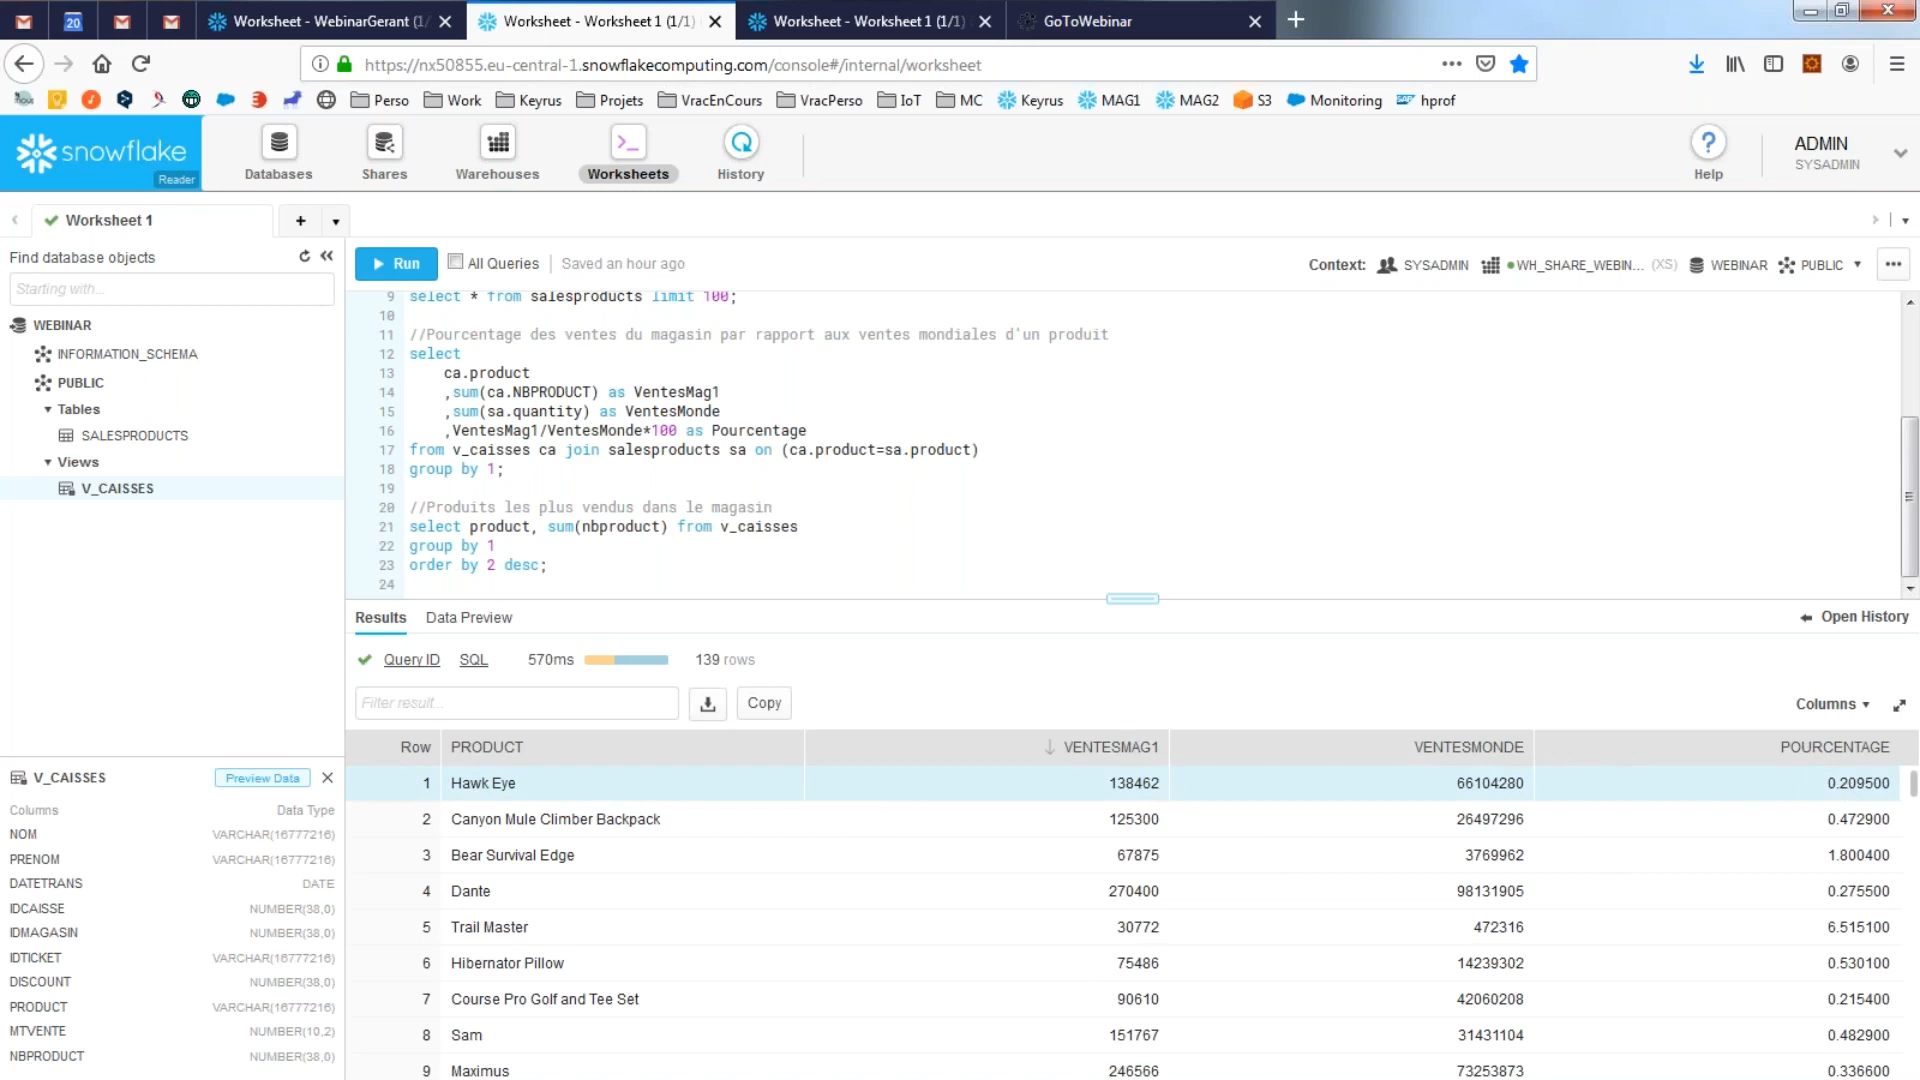 20
Worksheet - WebinarGerant (1/
Worksheet - Worksheet 1 (1/1)
Worksheet - Worksheet 1 (1/1)
GoToWebinar
https://nx50855.eu-central-1.snowflakecomputing.com/console#/internal/worksheet
Perso Work Keyrus Projets VracEnCours VracPerso IoT MC Keyrus MAG1 MAG2 S3 Monitoring hprof
snowflake
Reader
Databases
Shares
Warehouses
Worksheets
History
Help
ADMIN
SYSADMIN
Worksheet 1
Find database objects
Starting with...
WEBINAR
INFORMATION_SCHEMA
PUBLIC
Tables
SALESPRODUCTS
Views
V_CAISSES
Run All Queries Saved an hour ago
Context: SYSADMIN WH_SHARE_WEBIN... (XS) WEBINAR PUBLIC
9 select * from salesproducts limit 100;
10
11 //Pourcentage des ventes du magasin par rapport aux ventes mondiales d'un produit
12 select
13 ca.product
14 ,sum(ca.NBPRODUCT) as VentesMag1
15 ,sum(sa.quantity) as VentesMonde
16 ,VentesMag1/VentesMonde*100 as Pourcentage
17 from v_caisses ca join salesproducts sa on (ca.product=sa.product)
18 group by 1;
19
20 //Produits les plus vendus dans le magasin
21 select product, sum(nbproduct) from v_caisses
22 group by 1
23 order by 2 desc;
24
Results Data Preview
Open History
Query ID SQL 570ms 139 rows
Filter result...
Copy
Columns
Row PRODUCT VENTESMAG1 VENTESMONDE POURCENTAGE
1 Hawk Eye 138462 66104280 0.209500
2 Canyon Mule Climber Backpack 125300 26497296 0.472900
3 Bear Survival Edge 67875 3769962 1.800400
4 Dante 270400 98131905 0.275500
5 Trail Master 30772 472316 6.515100
6 Hibernator Pillow 75486 14239302 0.530100
7 Course Pro Golf and Tee Set 90610 42060208 0.215400
8 Sam 151767 31431104 0.482900
9 Maximus 246566 73253873 0.336600
V_CAISSES Preview Data
Columns Data Type
NOM VARCHAR(16777216)
PRENOM VARCHAR(16777216)
DATETRANS DATE
IDCAISSE NUMBER(38,0)
IDMAGASIN NUMBER(38,0)
IDTICKET VARCHAR(16777216)
DISCOUNT NUMBER(38,0)
PRODUCT VARCHAR(16777216)
MTVENTE NUMBER(10,2)
NBPRODUCT NUMBER(38,0)